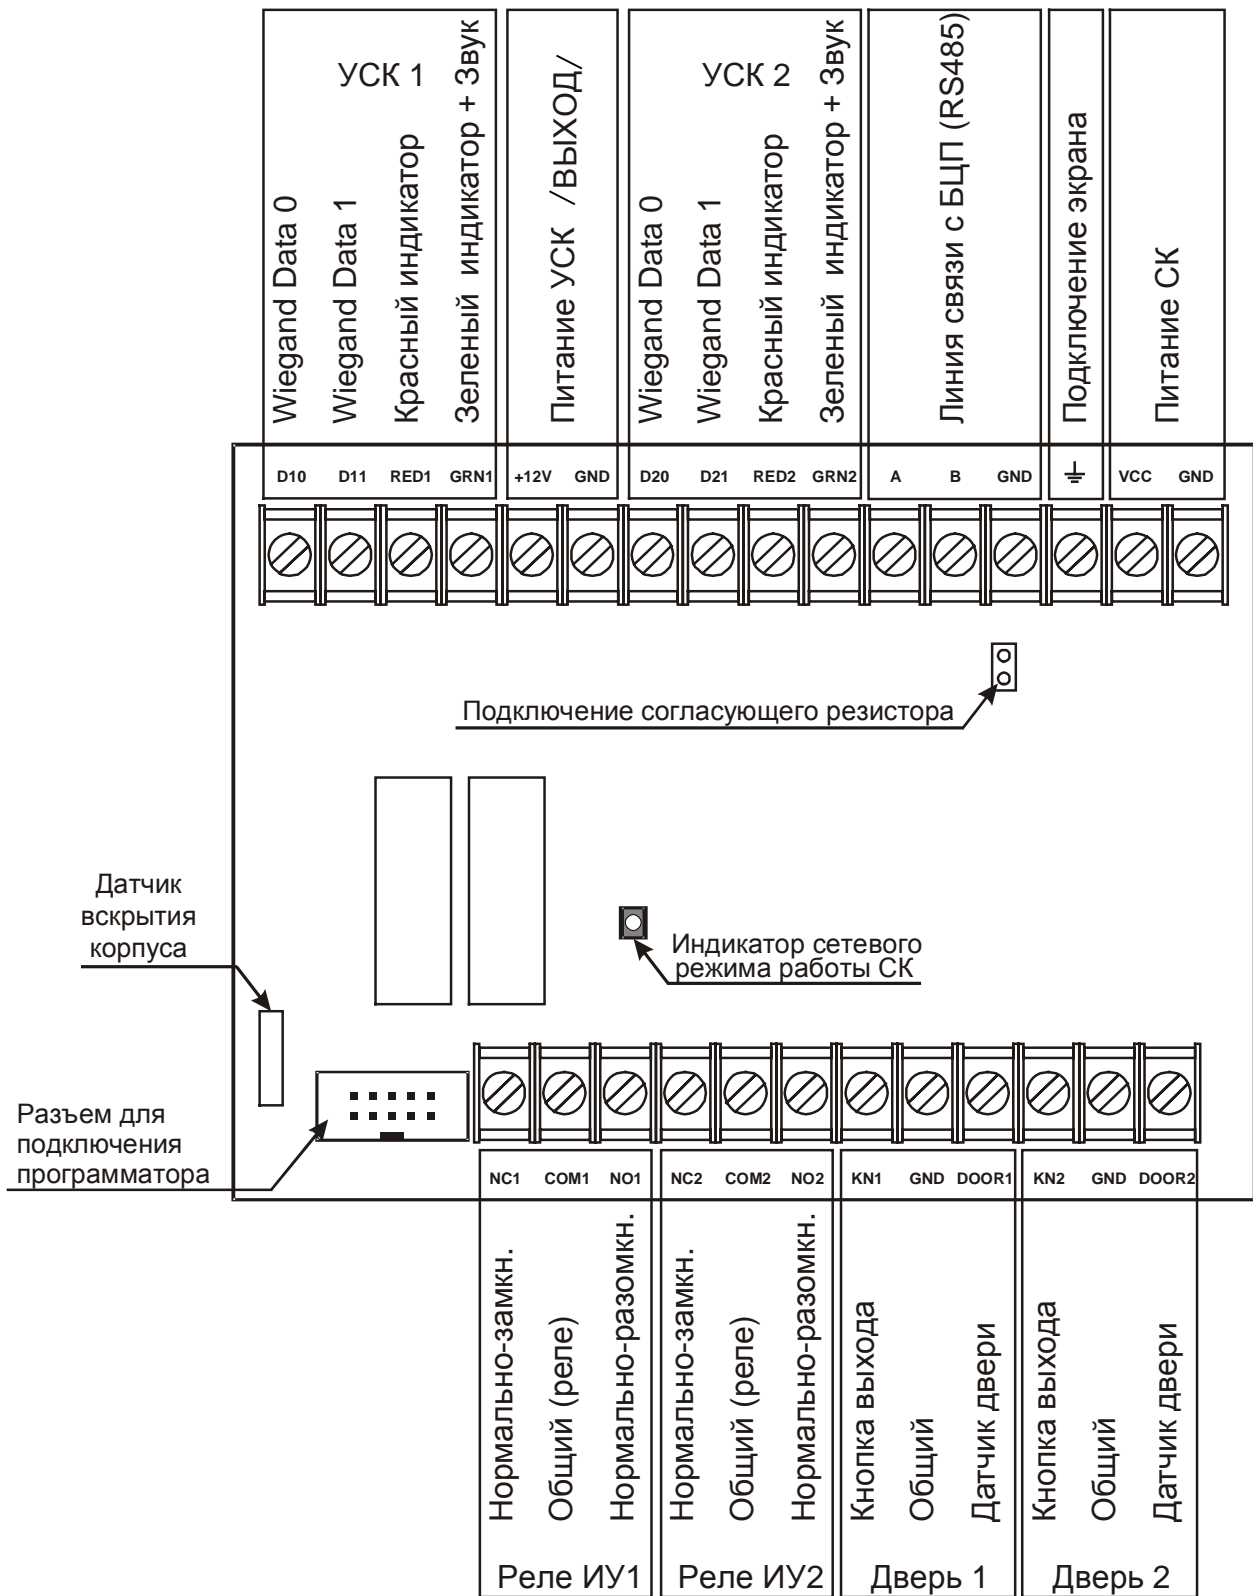 УСК 1
Wiegand Data 0
Wiegand Data 1
Красный индикатор
Зеленый индикатор + Звук
Питание УСК /ВЫХОД/
УСК 2
Wiegand Data 0
Wiegand Data 1
Красный индикатор
Зеленый индикатор + Звук
Линия связи с БЦП (RS485)
Подключение экрана
Питание СК
D10 D11 RED1 GRN1 +12V GND D20 D21 RED2 GRN2 A B GND VCC GND
Подключение согласующего резистора
Датчик
вскрытия
корпуса
Индикатор сетевого
режима работы СК
Разъем для
подключения
программатора
NC1 COM1 NO1 NC2 COM2 NO2 KN1 GND DOOR1 KN2 GND DOOR2
Нормально-замкн.
Общий (реле)
Нормально-разомкн.
Нормально-замкн.
Общий (реле)
Нормально-разомкн.
Кнопка выхода
Общий
Датчик двери
Кнопка выхода
Общий
Датчик двери
Реле ИУ1 Реле ИУ2 Дверь 1 Дверь 2